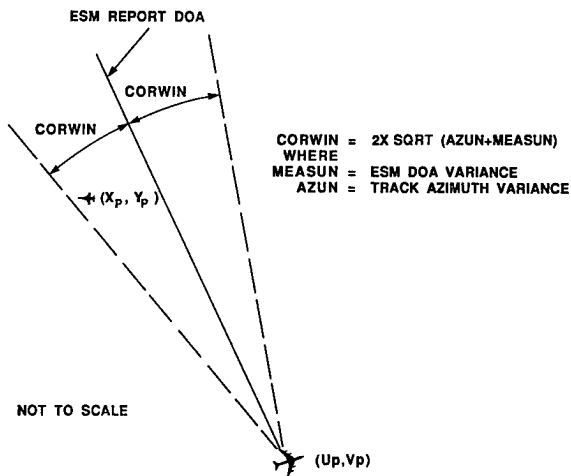 ESM REPORT DOA
CORWIN
CORWIN
CORWIN = 2X SQRT (AZUN+MEASUN)
WHERE
MEASUN = ESM DOA VARIANCE
AZUN = TRACK AZIMUTH VARIANCE
(Xp, Yp)
NOT TO SCALE
(Up,Vp)